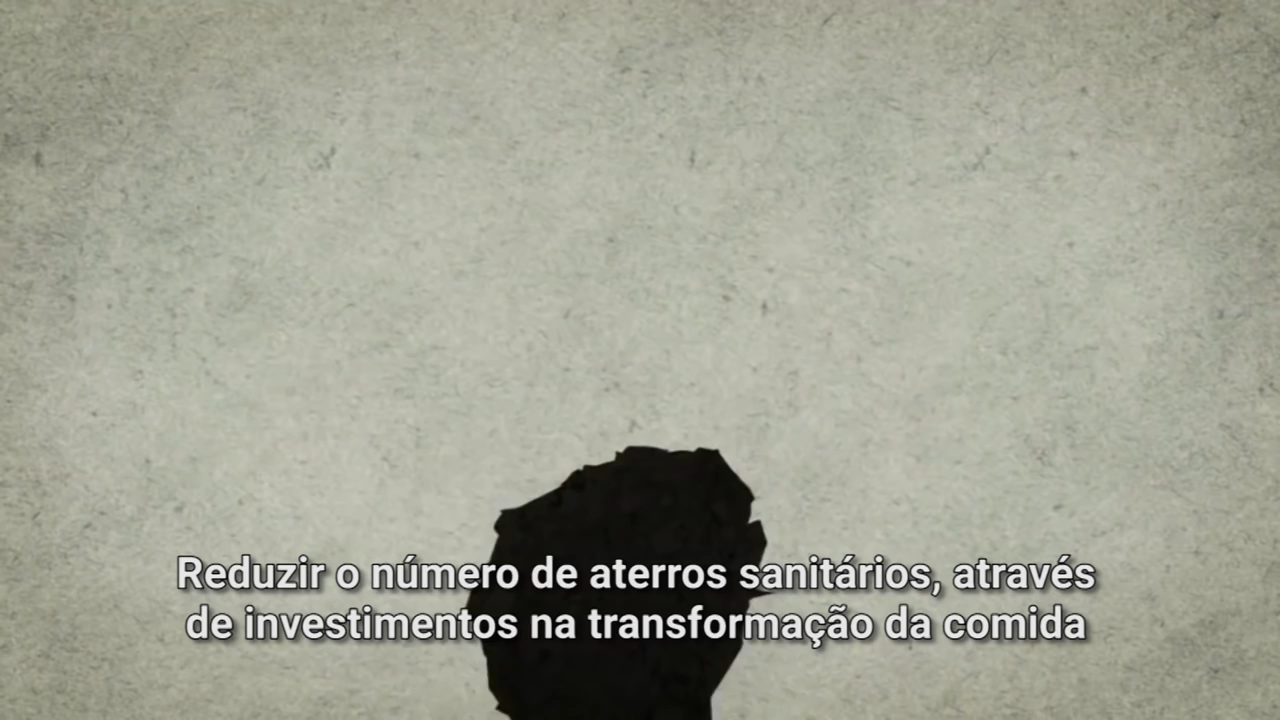 Reduzir o número de aterros sanitários, através
de investimentos na transformação da comida